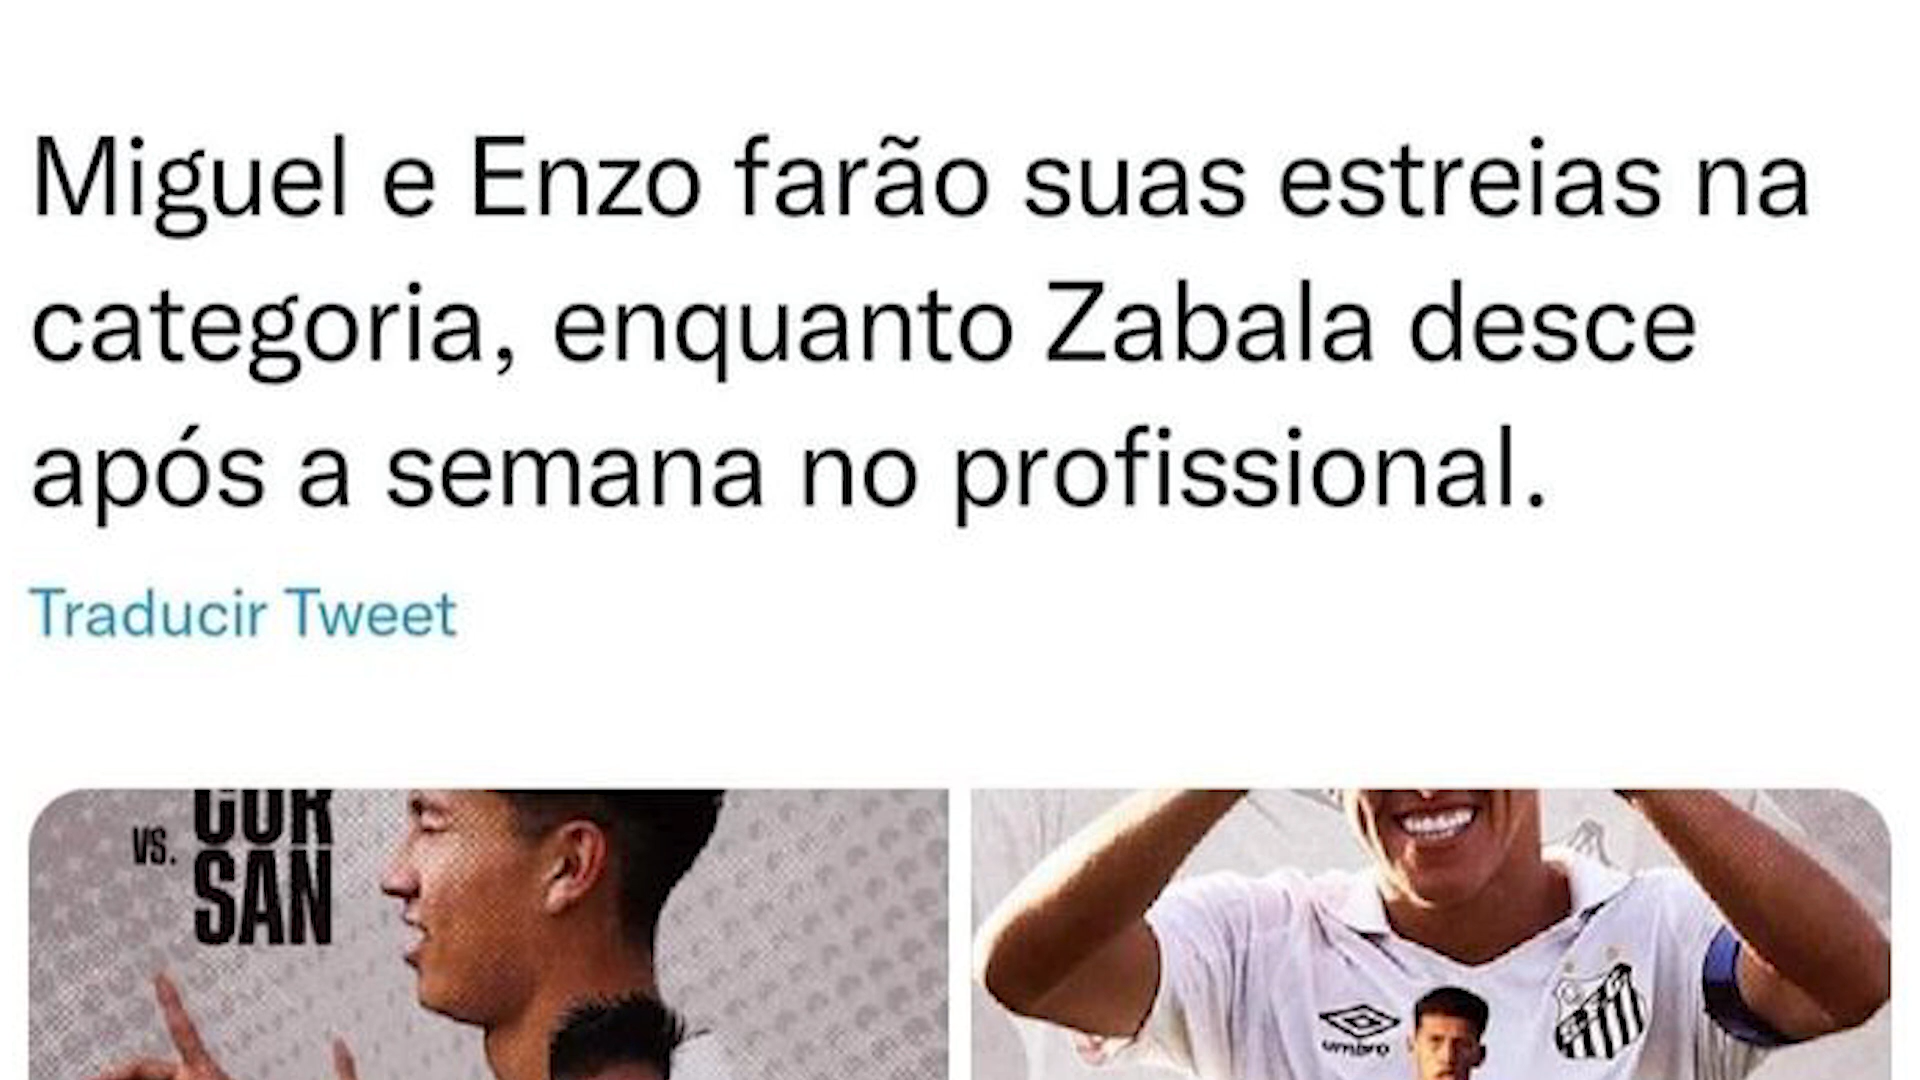 Miguel e Enzo farão suas estreias na
categoria, enquanto Zabala desce
após a semana no profissional.
Traducir Tweet
VS.
COR
SAN
umbro